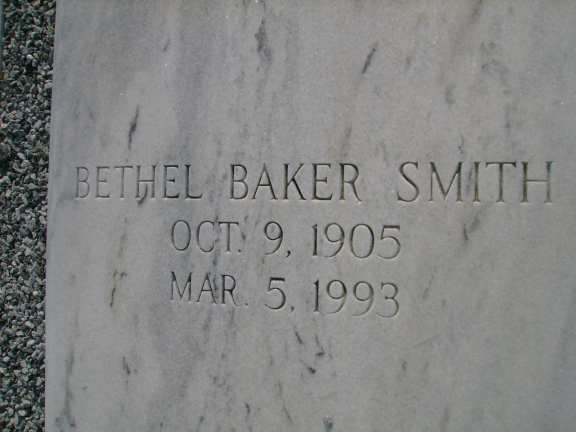 BETHEL BAKER SMITH
OCT. 9, 1905
MAR. 5, 1993